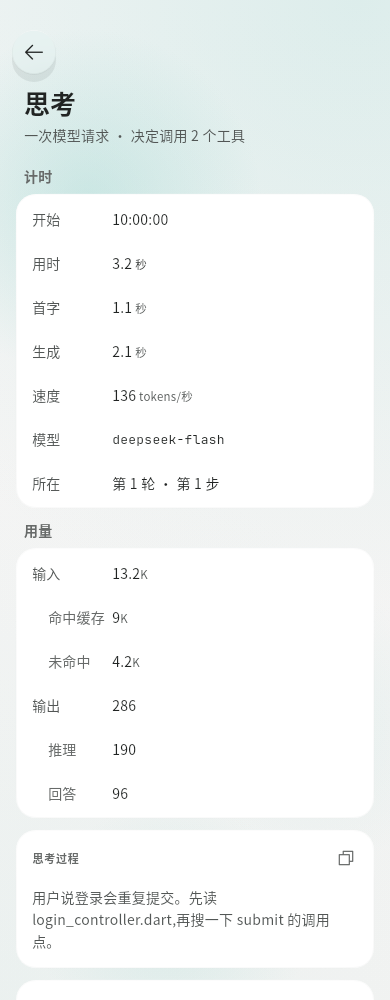 思考
一次模型请求 · 决定调用 2 个工具
计时
开始 10:00:00
用时 3.2 秒
首字 1.1 秒
生成 2.1 秒
速度 136 tokens/秒
模型 deepseek-flash
所在 第 1 轮 · 第 1 步
用量
输入 13.2K
命中缓存 9K
未命中 4.2K
输出 286
推理 190
回答 96
思考过程
用户说登录会重复提交。先读
login_controller.dart,再搜一下 submit 的调用
点。